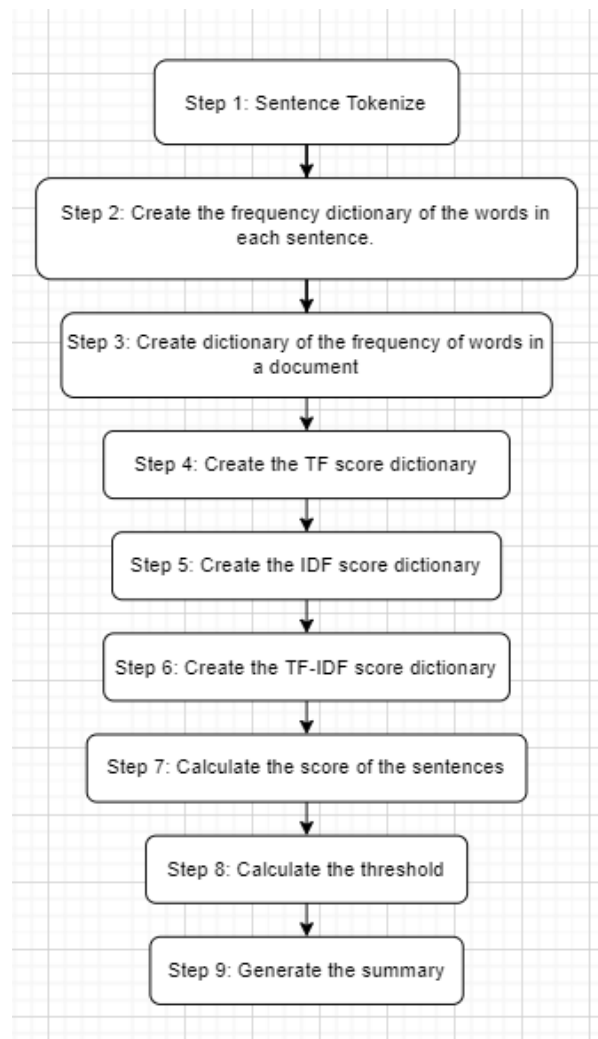 Step 1: Sentence Tokenize
Step 2: Create the frequency dictionary of the words in
each sentence.
Step 3: Create dictionary of the frequency of words in
a document
Step 4: Create the TF score dictionary
Step 5: Create the IDF score dictionary
Step 6: Create the TF-IDF score dictionary
Step 7: Calculate the score of the sentences
Step 8: Calculate the threshold
Step 9: Generate the summary